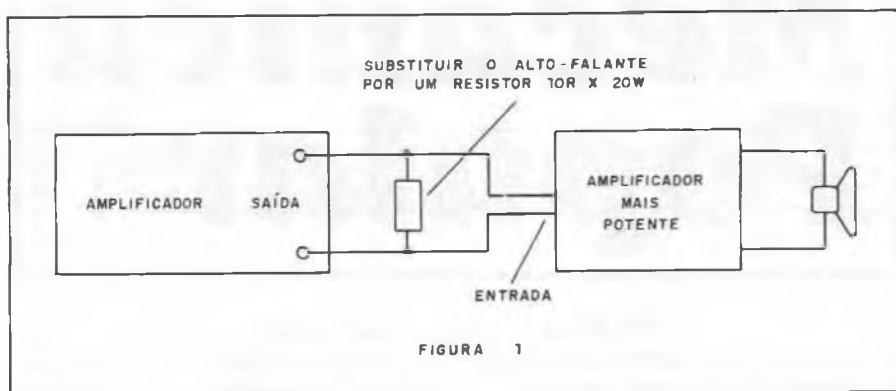 SUBSTITUIR O ALTO-FALANTE
POR UM RESISTOR 10R X 20W
AMPLIFICADOR SAÍDA
AMPLIFICADOR
MAIS
POTENTE
ENTRADA
FIGURA 1